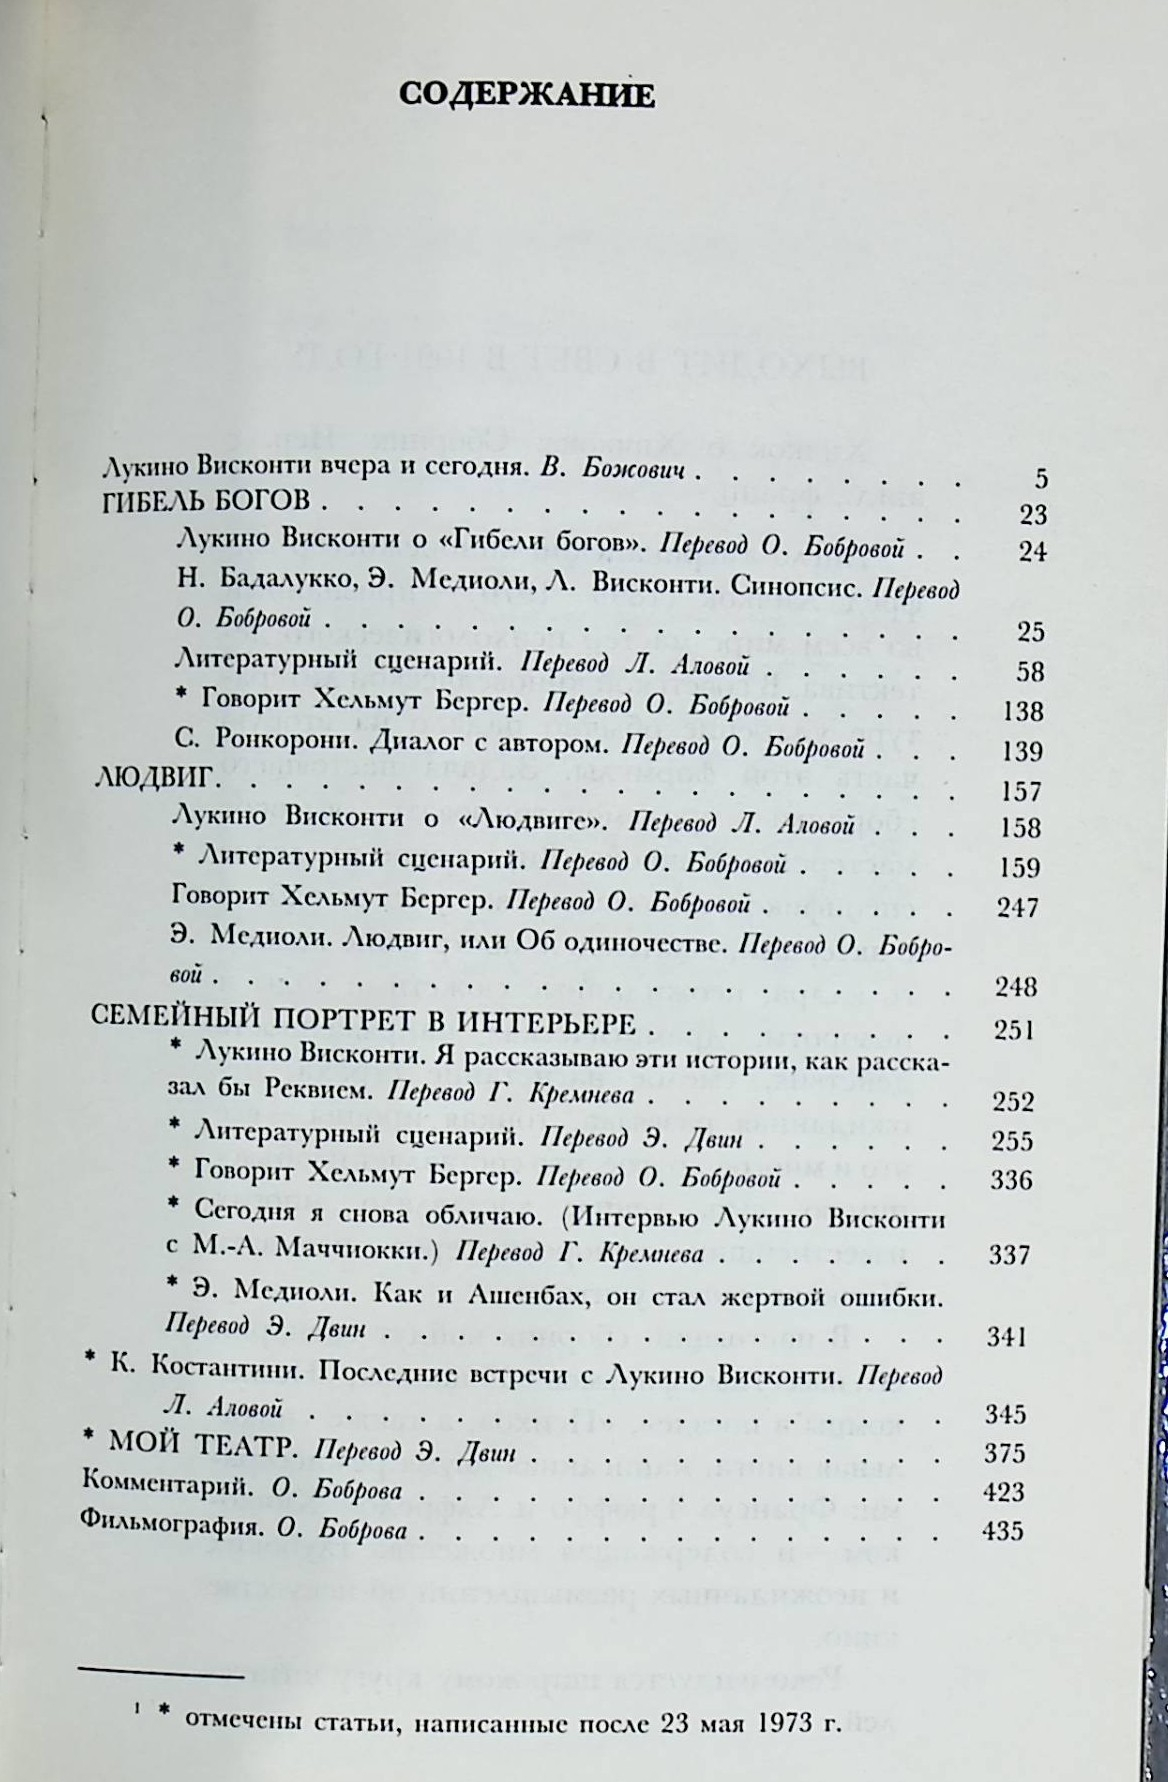 СОДЕРЖАНИЕ
Лукино Висконти вчера и сегодня. В. Божович . . . . . . . . 5
ГИБЕЛЬ БОГОВ . . . . . . . . . . . . . . . . . . 23
Лукино Висконти о «Гибели богов». Перевод О. Бобровой . . 24
Н. Бадалукко, Э. Медиоли, Л. Висконти. Синопсис. Перевод
О. Бобровой . . . . . . . . . . . . . . . . . . 25
Литературный сценарий. Перевод Л. Аловой . . . . . . 58
* Говорит Хельмут Бергер. Перевод О. Бобровой . . . . . 138
С. Ронкорони. Диалог с автором. Перевод О. Бобровой . . . 139
ЛЮДВИГ. . . . . . . . . . . . . . . . . . . . . 157
Лукино Висконти о «Людвиге». Перевод Л. Аловой . . . 158
* Литературный сценарий. Перевод О. Бобровой . . . . . 159
Говорит Хельмут Бергер. Перевод О. Бобровой . . . . . . 247
Э. Медиоли. Людвиг, или Об одиночестве. Перевод О. Бобро-
вой . . . . . . . . . . . . . . . . . . . . . 248
СЕМЕЙНЫЙ ПОРТРЕТ В ИНТЕРЬЕРЕ . . . . . . . . . 251
* Лукино Висконти. Я рассказываю эти истории, как расска-
зал бы Реквием. Перевод Г. Кремнева . . . . . . . . . 252
* Литературный сценарий. Перевод Э. Двин . . . . . . 255
* Говорит Хельмут Бергер. Перевод О. Бобровой . . . . . 336
* Сегодня я снова обличаю. (Интервью Лукино Висконти
с М.-А. Маччиокки.) Перевод Г. Кремнева . . . . . . . 337
* Э. Медиоли. Как и Ашенбах, он стал жертвой ошибки.
Перевод Э. Двин . . . . . . . . . . . . . . . . 341
* К. Костантини. Последние встречи с Лукино Висконти. Перевод
Л. Аловой . . . . . . . . . . . . . . . . . . 345
* МОЙ ТЕАТР. Перевод Э. Двин . . . . . . . . . . . . 375
Комментарий. О. Боброва . . . . . . . . . . . . . . . 423
Фильмография. О. Боброва . . . . . . . . . . . . . . . 435
¹ * отмечены статьи, написанные после 23 мая 1973 г.